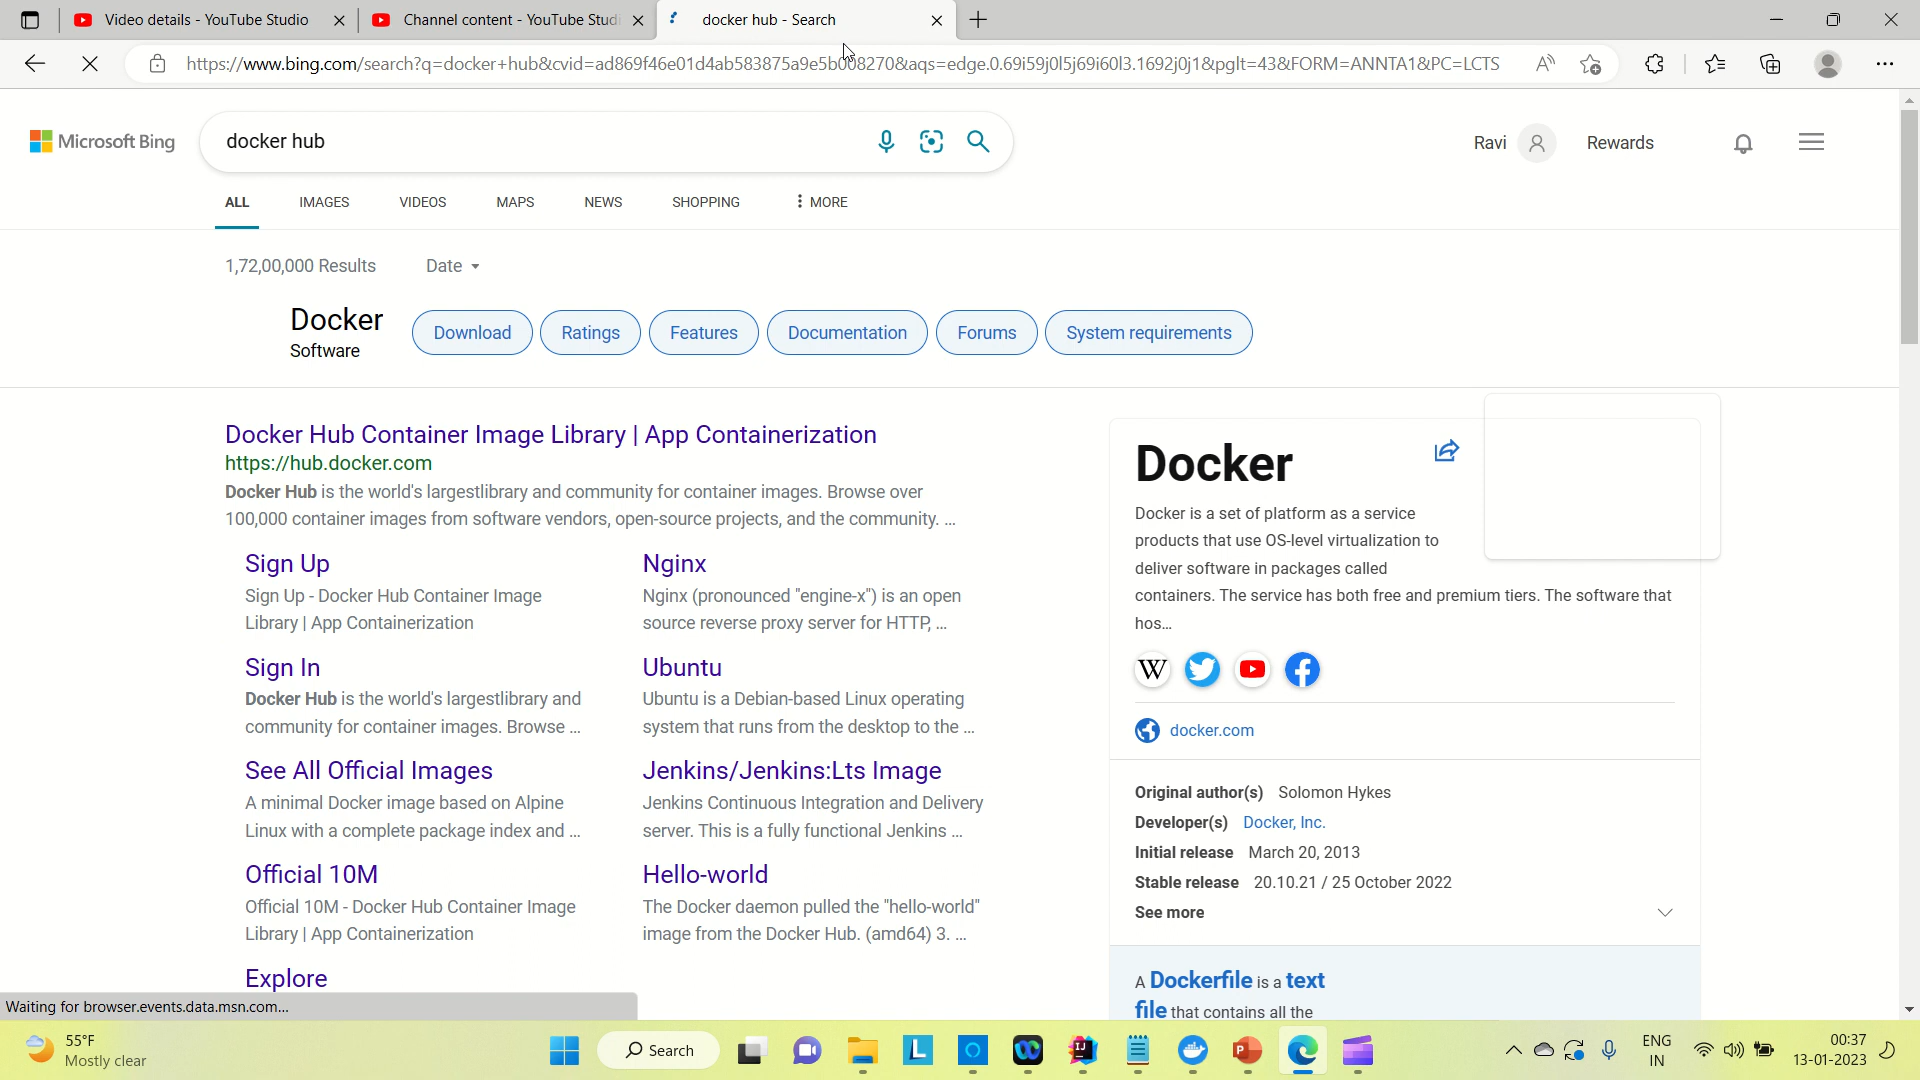 Video details - YouTube Studio
Channel content - YouTube Studi
docker hub - Search
https://www.bing.com/search?q=docker+hub&cvid=ad869f46e01d4ab583875a9e5b008270&aqs=edge.0.69i59j0l5j69i60l3.1692j0j1&pglt=43&FORM=ANNTA1&PC=LCTS
Microsoft Bing
docker hub
Ravi
Rewards
ALL IMAGES VIDEOS MAPS NEWS SHOPPING MORE
1,72,00,000 Results Date
Docker
Software
Download Ratings Features Documentation Forums System requirements
Docker Hub Container Image Library | App Containerization
https://hub.docker.com
Docker Hub is the world's largestlibrary and community for container images. Browse over
100,000 container images from software vendors, open-source projects, and the community. ...
Sign Up
Sign Up - Docker Hub Container Image
Library | App Containerization
Nginx
Nginx (pronounced "engine-x") is an open
source reverse proxy server for HTTP, ...
Sign In
Docker Hub is the world's largestlibrary and
community for container images. Browse ...
Ubuntu
Ubuntu is a Debian-based Linux operating
system that runs from the desktop to the ...
See All Official Images
A minimal Docker image based on Alpine
Linux with a complete package index and ...
Jenkins/Jenkins:Lts Image
Jenkins Continuous Integration and Delivery
server. This is a fully functional Jenkins ...
Official 10M
Official 10M - Docker Hub Container Image
Library | App Containerization
Hello-world
The Docker daemon pulled the "hello-world"
image from the Docker Hub. (amd64) 3. ...
Explore
Docker
Docker is a set of platform as a service
products that use OS-level virtualization to
deliver software in packages called
containers. The service has both free and premium tiers. The software that
hos...
W
docker.com
Original author(s) Solomon Hykes
Developer(s) Docker, Inc.
Initial release March 20, 2013
Stable release 20.10.21 / 25 October 2022
See more
A Dockerfile is a text
file that contains all the
Waiting for browser.events.data.msn.com...
55°F
Mostly clear
Search
ENG
IN
00:37
13-01-2023